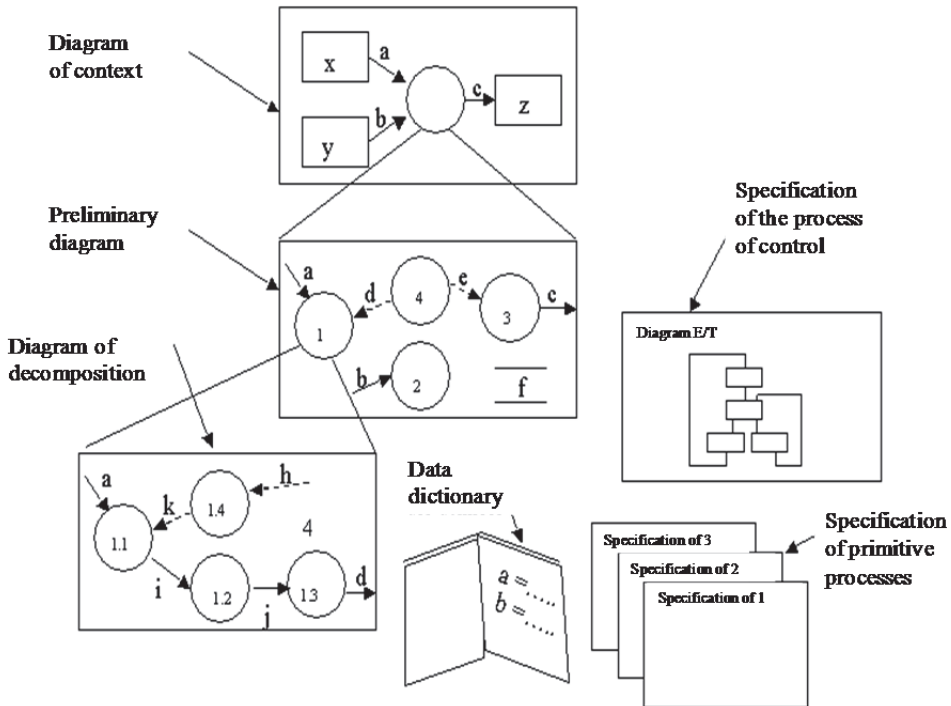 Diagram
of context
x
a
y
b
c
z
Preliminary
diagram
a
1
d
4
e
3
c
b
2
f
Specification
of the process
of control
Diagram E/T
Diagram of
decomposition
a
1.1
k
1.4
h
4
i
1.2
j
1.3
d
Data
dictionary
a = .....
b = .....
Specification of 3
Specification of 2
Specification of 1
Specification
of primitive
processes